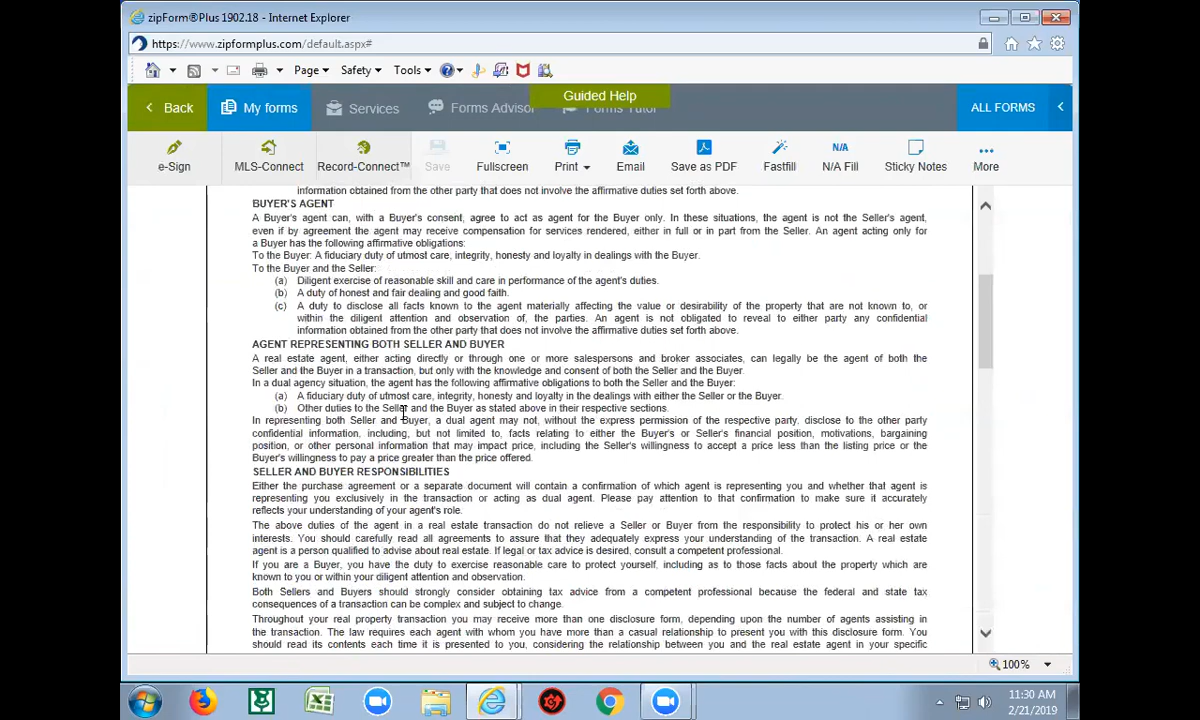 zipForm®Plus 1902.18 - Internet Explorer
https://www.zipformplus.com/default.aspx#
Page Safety Tools
Guided Help
Back My forms Services Forms Advisor Forms Tutor ALL FORMS
e-Sign MLS-Connect Record-Connect™ Save Fullscreen Print Email Save as PDF N/A Fastfill N/A Fill Sticky Notes More
information obtained from the other party that does not involve the affirmative duties set forth above.
BUYER'S AGENT
A Buyer's agent can, with a Buyer's consent, agree to act as agent for the Buyer only. In these situations, the agent is not the Seller's agent,
even if by agreement the agent may receive compensation for services rendered, either in full or in part from the Seller. An agent acting only for
a Buyer has the following affirmative obligations:
To the Buyer: A fiduciary duty of utmost care, integrity, honesty and loyalty in dealings with the Buyer.
To the Buyer and the Seller:
(a) Diligent exercise of reasonable skill and care in performance of the agent's duties.
(b) A duty of honest and fair dealing and good faith.
(c) A duty to disclose all facts known to the agent materially affecting the value or desirability of the property that are not known to, or
within the diligent attention and observation of, the parties. An agent is not obligated to reveal to either party any confidential
information obtained from the other party that does not involve the affirmative duties set forth above.
AGENT REPRESENTING BOTH SELLER AND BUYER
A real estate agent, either acting directly or through one or more salespersons and broker associates, can legally be the agent of both the
Seller and the Buyer in a transaction, but only with the knowledge and consent of both the Seller and the Buyer.
In a dual agency situation, the agent has the following affirmative obligations to both the Seller and the Buyer:
(a) A fiduciary duty of utmost care, integrity, honesty and loyalty in the dealings with either the Seller or the Buyer.
(b) Other duties to the Seller and the Buyer as stated above in their respective sections.
In representing both Seller and Buyer, a dual agent may not, without the express permission of the respective party, disclose to the other party
confidential information, including, but not limited to, facts relating to either the Buyer's or Seller's financial position, motivations, bargaining
position, or other personal information that may impact price, including the Seller's willingness to accept a price less than the listing price or the
Buyer's willingness to pay a price greater than the price offered.
SELLER AND BUYER RESPONSIBILITIES
Either the purchase agreement or a separate document will contain a confirmation of which agent is representing you and whether that agent is
representing you exclusively in the transaction or acting as dual agent. Please pay attention to that confirmation to make sure it accurately
reflects your understanding of your agent's role.
The above duties of the agent in a real estate transaction do not relieve a Seller or Buyer from the responsibility to protect his or her own
interests. You should carefully read all agreements to assure that they adequately express your understanding of the transaction. A real estate
agent is a person qualified to advise about real estate. If legal or tax advice is desired, consult a competent professional.
If you are a Buyer, you have the duty to exercise reasonable care to protect yourself, including as to those facts about the property which are
known to you or within your diligent attention and observation.
Both Sellers and Buyers should strongly consider obtaining tax advice from a competent professional because the federal and state tax
consequences of a transaction can be complex and subject to change.
Throughout your real property transaction you may receive more than one disclosure form, depending upon the number of agents assisting in
the transaction. The law requires each agent with whom you have more than a casual relationship to present you with this disclosure form. You
should read its contents each time it is presented to you, considering the relationship between you and the real estate agent in your specific
100%
11:30 AM
2/21/2019